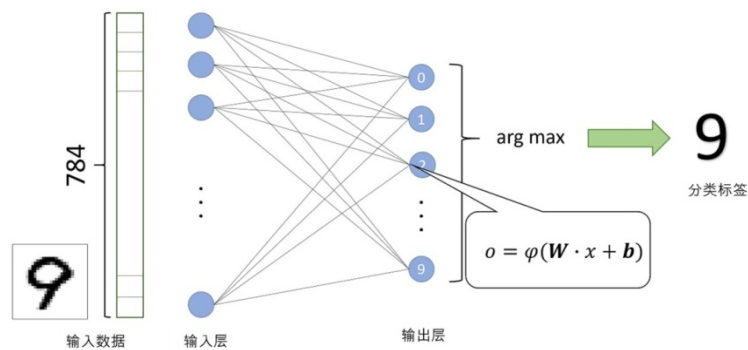 784
输入数据
输入层
0
1
2
9
输出层
o = φ(W · x + b)
arg max
9
分类标签
9